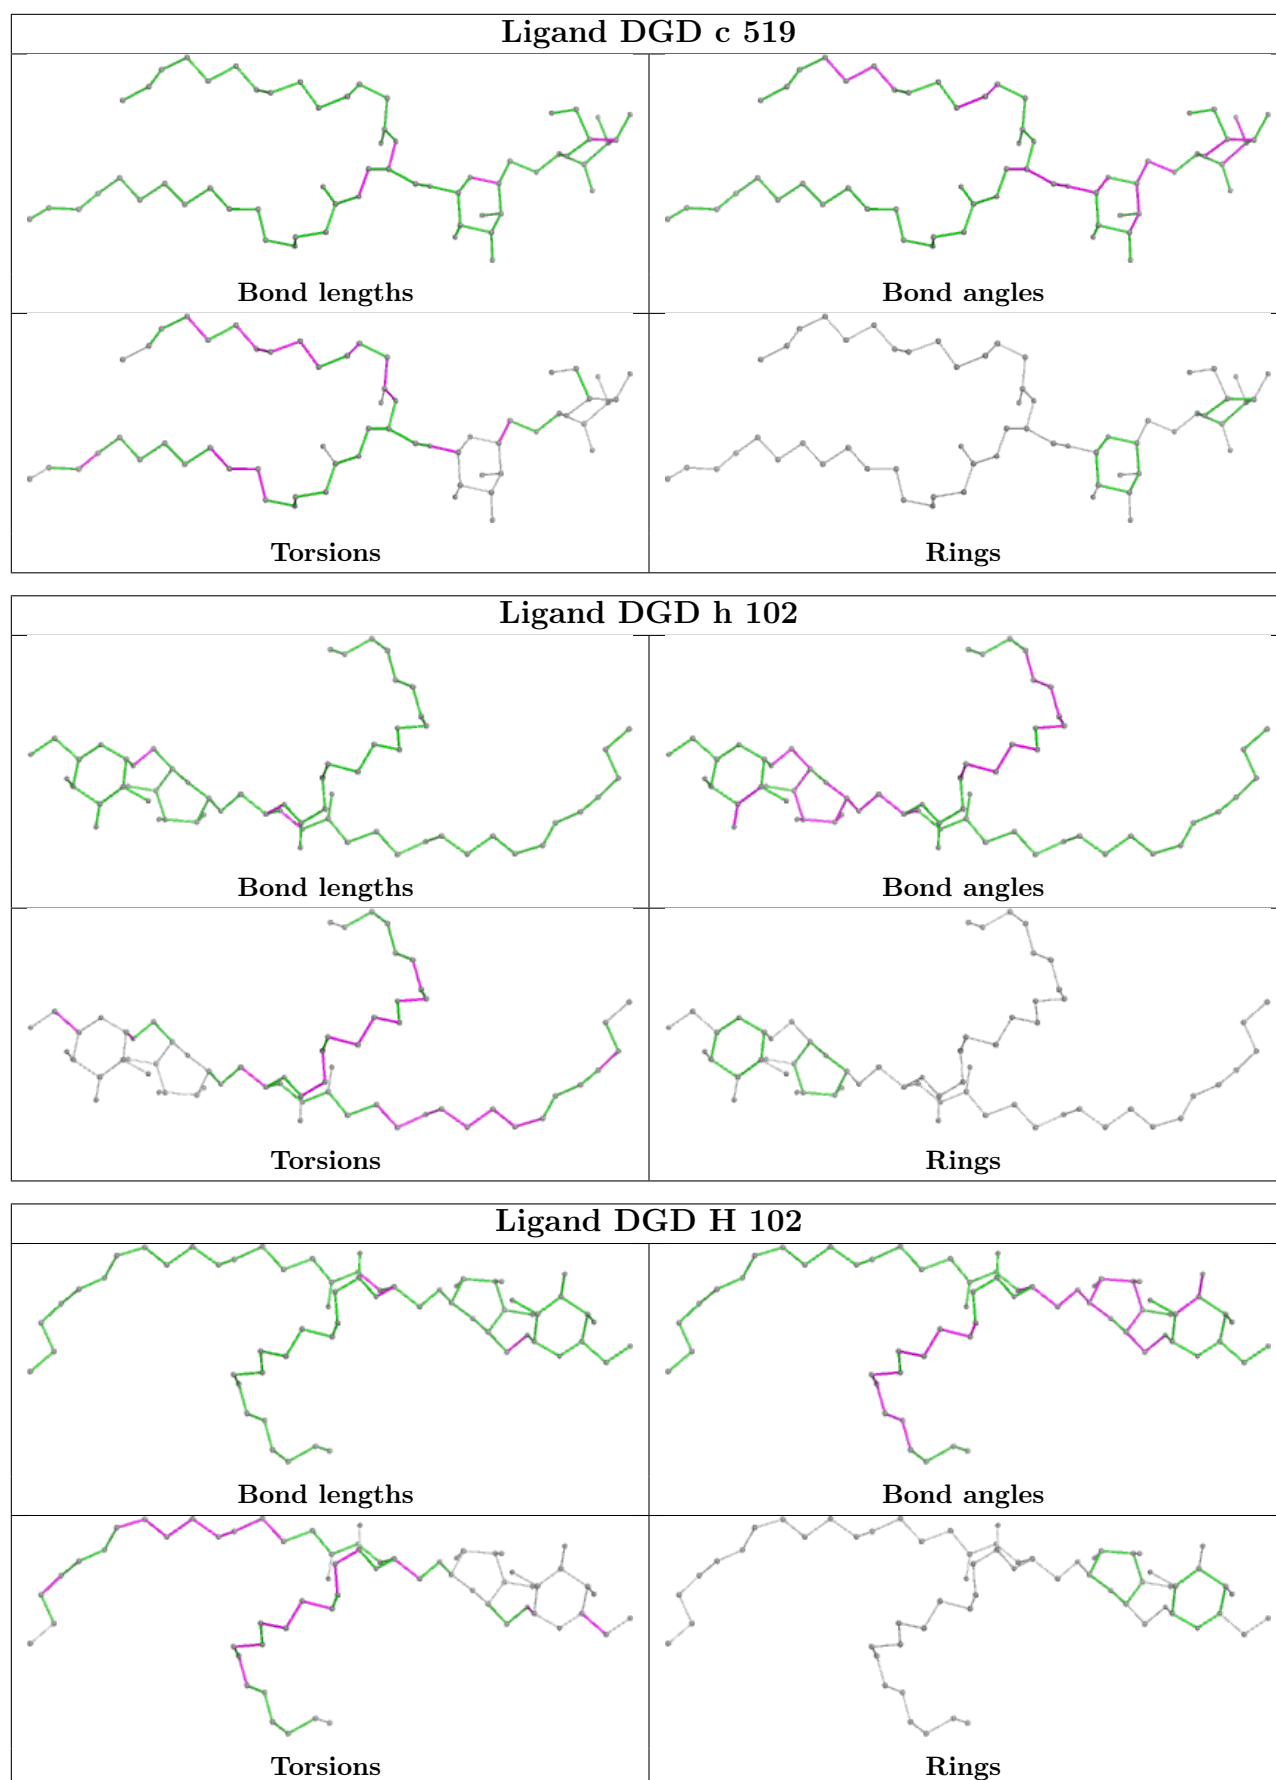 Ligand DGD c 519
Bond lengths
Bond angles
Torsions
Rings
Ligand DGD h 102
Bond lengths
Bond angles
Torsions
Rings
Ligand DGD H 102
Bond lengths
Bond angles
Torsions
Rings